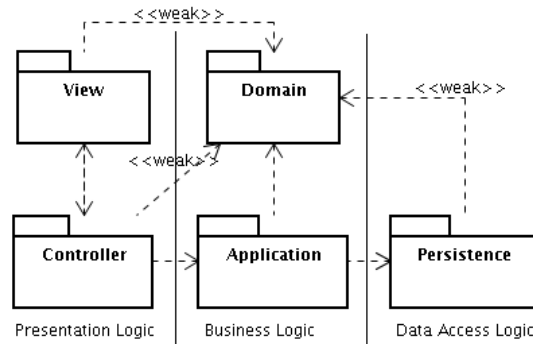 <<weak>>
View
Domain
<<weak>>
<<weak>>
Controller
Application
Persistence
Presentation Logic
Business Logic
Data Access Logic